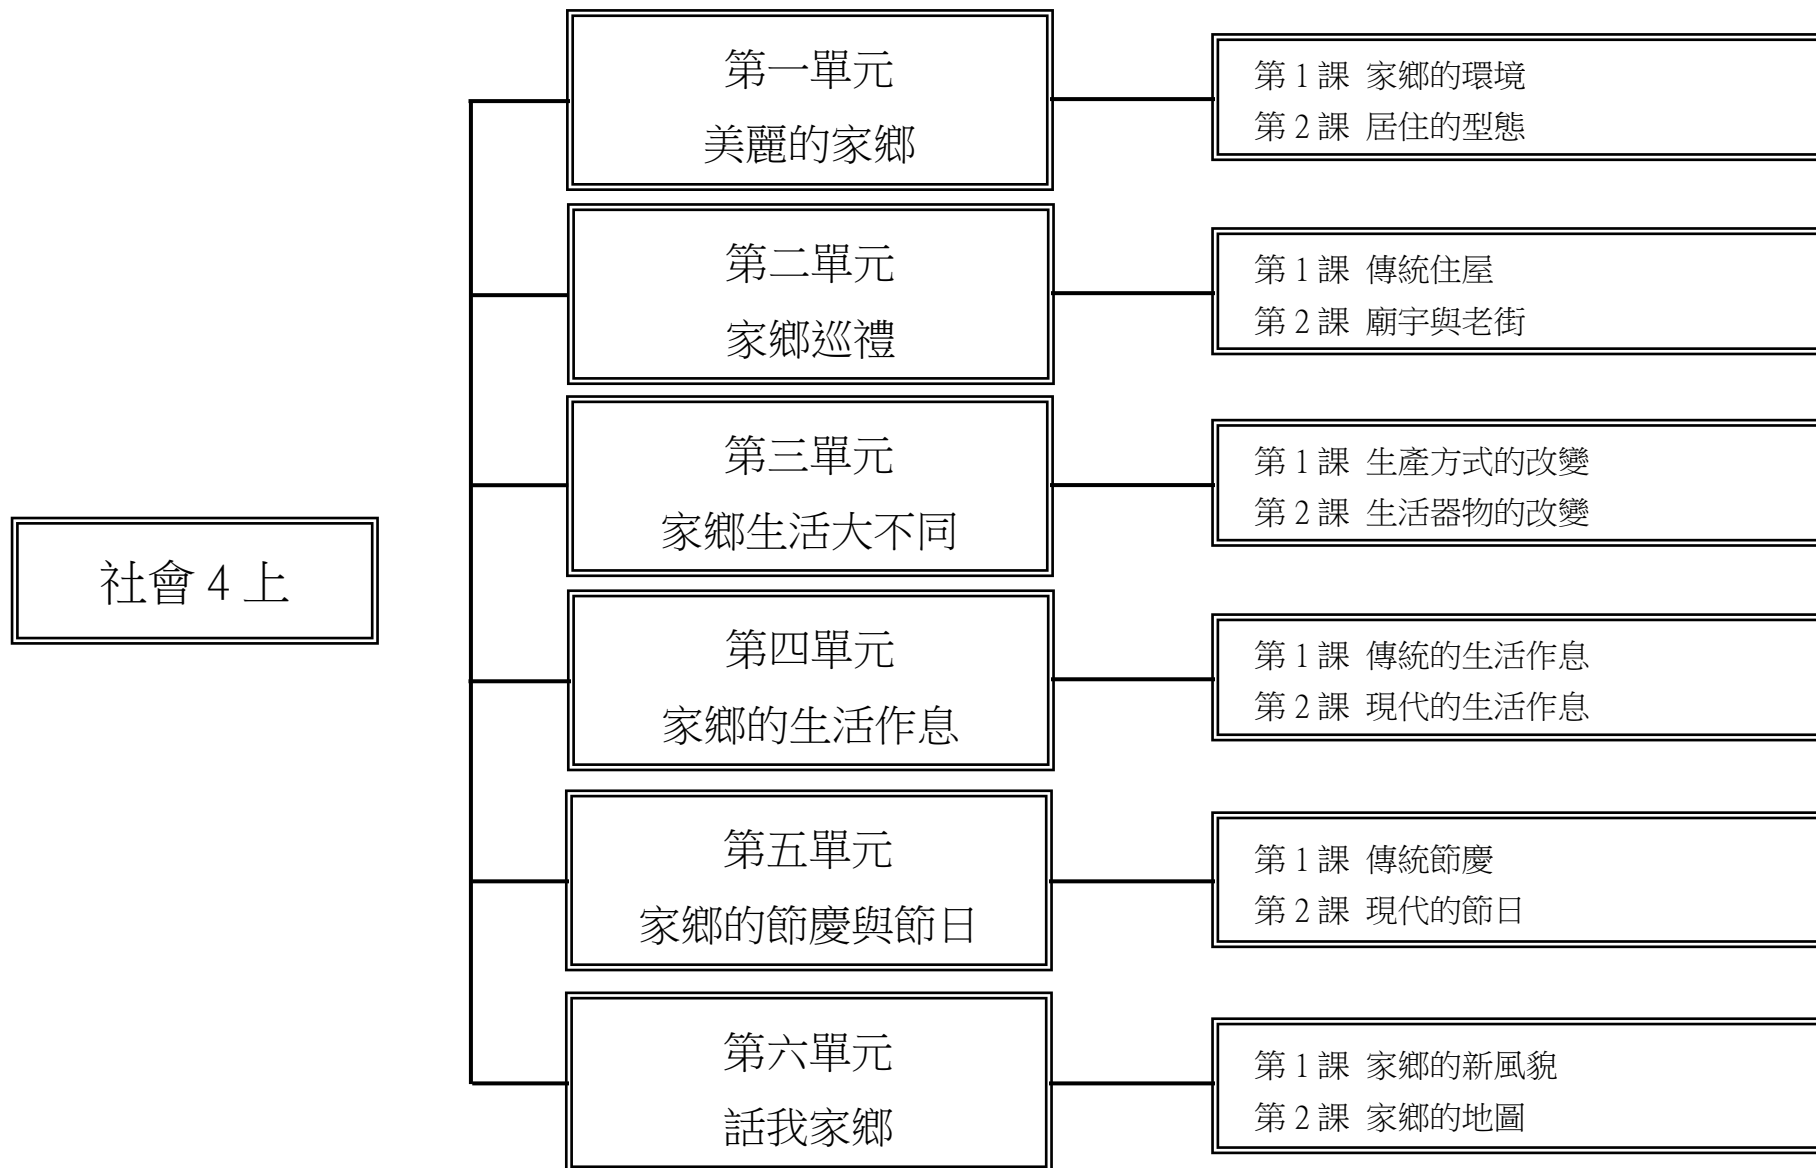 社會 4 上
第一單元
美麗的家鄉
第 1 課 家鄉的環境
第 2 課 居住的型態
第二單元
家鄉巡禮
第 1 課 傳統住屋
第 2 課 廟宇與老街
第三單元
家鄉生活大不同
第 1 課 生產方式的改變
第 2 課 生活器物的改變
第四單元
家鄉的生活作息
第 1 課 傳統的生活作息
第 2 課 現代的生活作息
第五單元
家鄉的節慶與節日
第 1 課 傳統節慶
第 2 課 現代的節日
第六單元
話我家鄉
第 1 課 家鄉的新風貌
第 2 課 家鄉的地圖